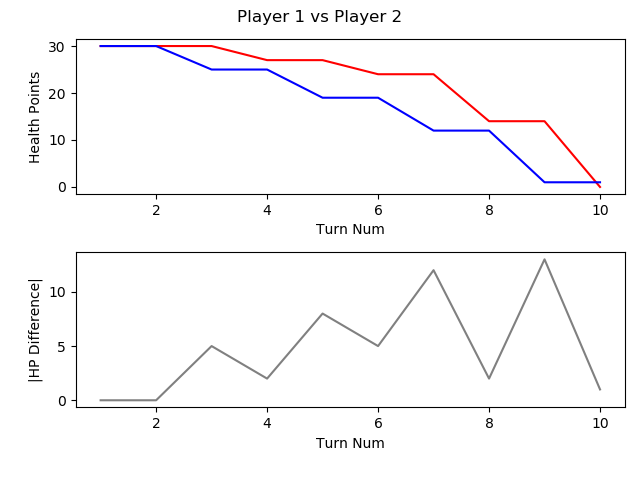 Player 1 vs Player 2
30
20
10
0
Health Points
2 4 6 8 10
Turn Num
10
5
0
|HP Difference|
2 4 6 8 10
Turn Num